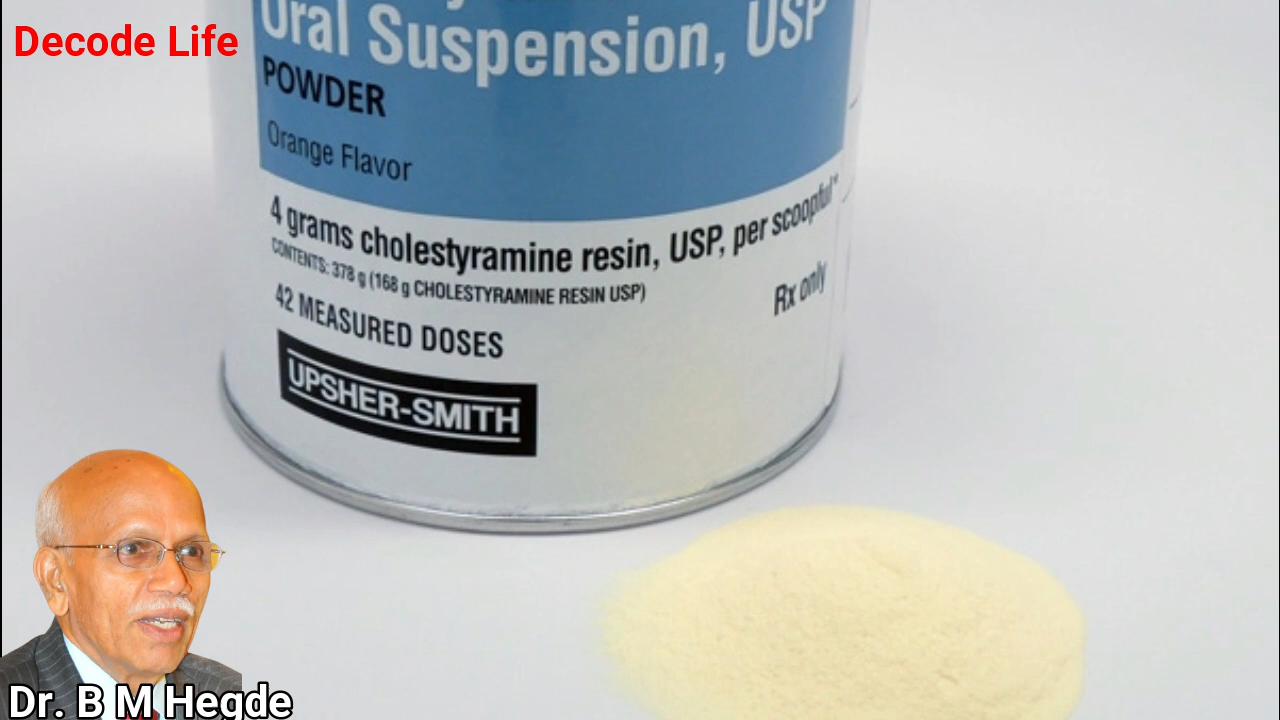 Decode Life
Oral Suspension, USP
POWDER
Orange Flavor
4 grams cholestyramine resin, USP, per scoopful*
CONTENTS: 378 g (168 g CHOLESTYRAMINE RESIN USP)
42 MEASURED DOSES
Rx only
UPSHER-SMITH
Dr. B M Hegde